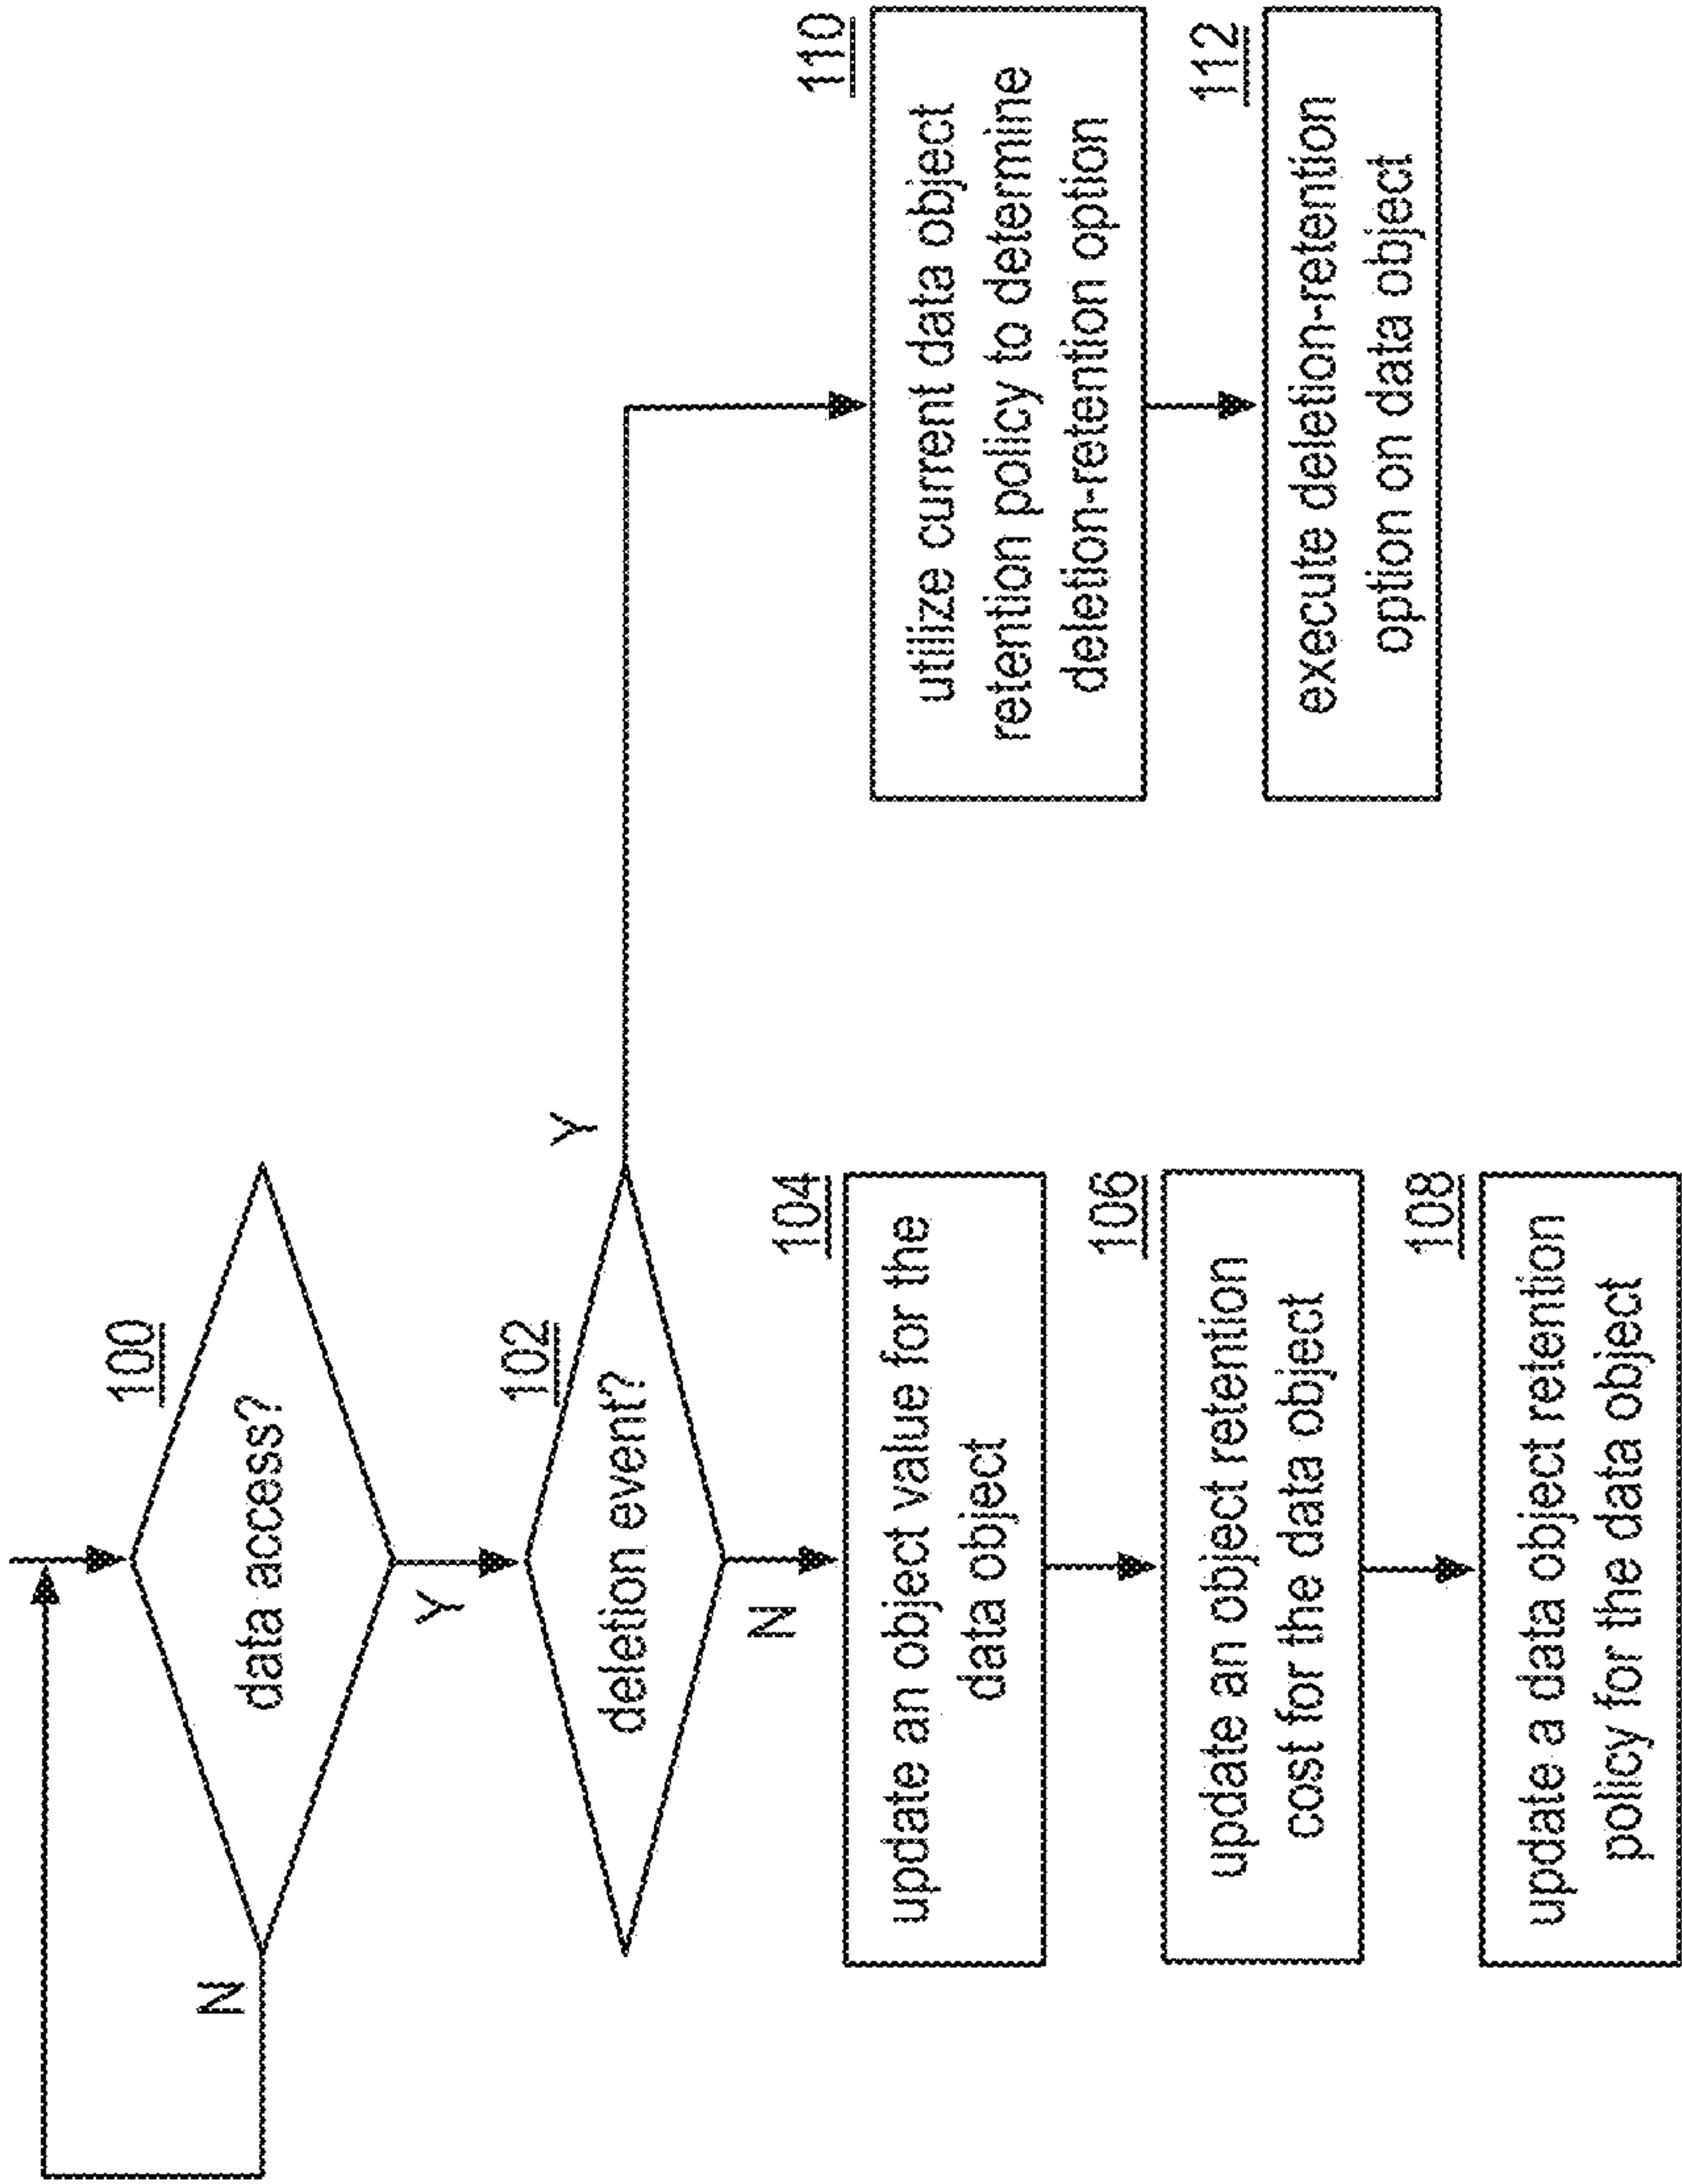 100
data access?
N
Y
102
deletion event?
Y
N
104
update an object value for the
data object
106
update an object retention
cost for the data object
108
update a data object retention
policy for the data object
110
utilize current data object
retention policy to determine
deletion-retention option
112
execute deletion-retention
option on data object